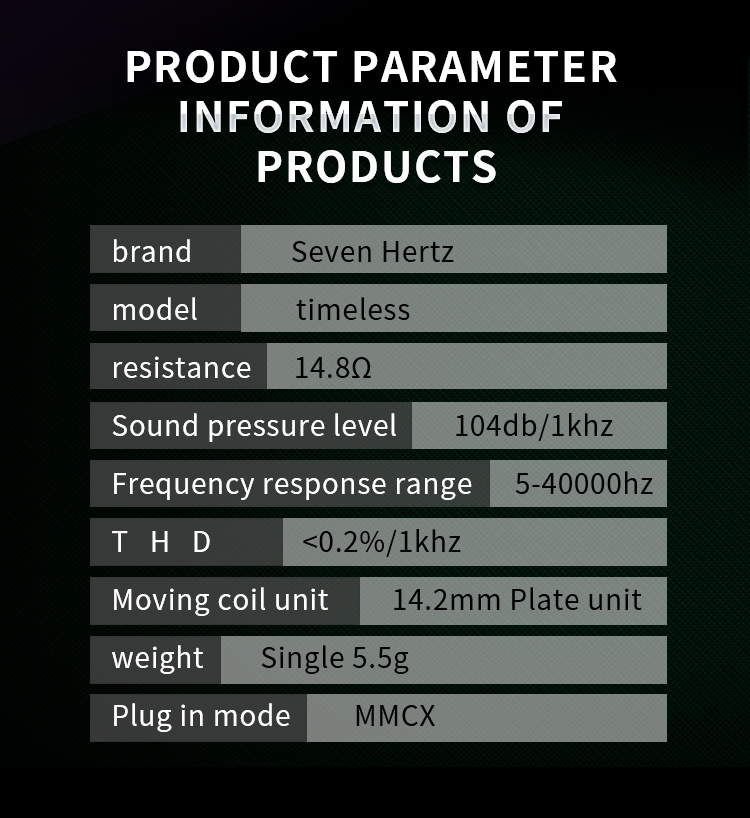 PRODUCT PARAMETER
INFORMATION OF
PRODUCTS
brand Seven Hertz
model timeless
resistance 14.8Ω
Sound pressure level 104db/1khz
Frequency response range 5-40000hz
T H D <0.2%/1khz
Moving coil unit 14.2mm Plate unit
weight Single 5.5g
Plug in mode MMCX